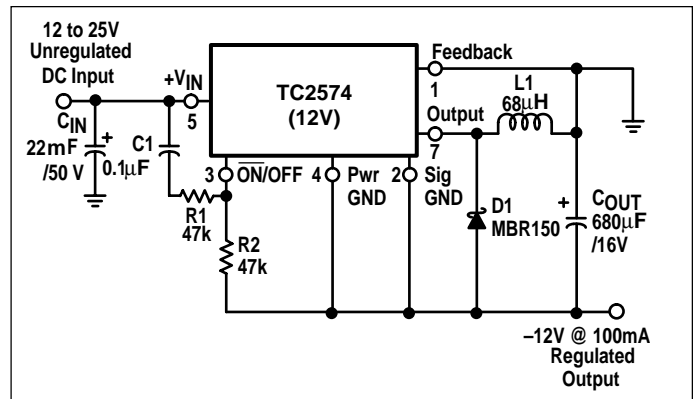 12 to 25V
Unregulated
DC Input
+VIN
5
CIN
22mF
/50 V
C1
0.1μF
TC2574
(12V)
Feedback
1
Output
7
L1
68μH
3
ON/OFF
4
Pwr
GND
2
Sig
GND
R1
47k
R2
47k
D1
MBR150
+
COUT
680μF
/16V
+
–12V @ 100mA
Regulated
Output